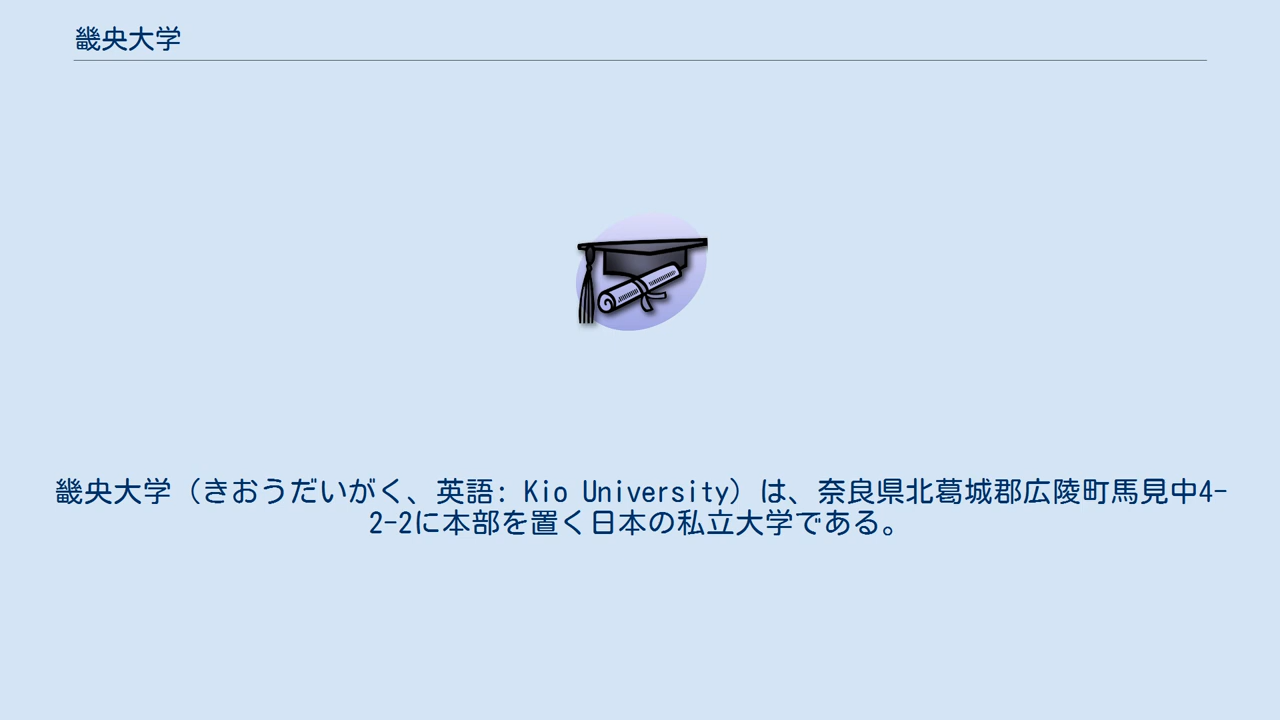 畿央大学
畿央大学（きおうだいがく、英語: Kio University）は、奈良県北葛城郡広陵町馬見中4-
2-2に本部を置く日本の私立大学である。